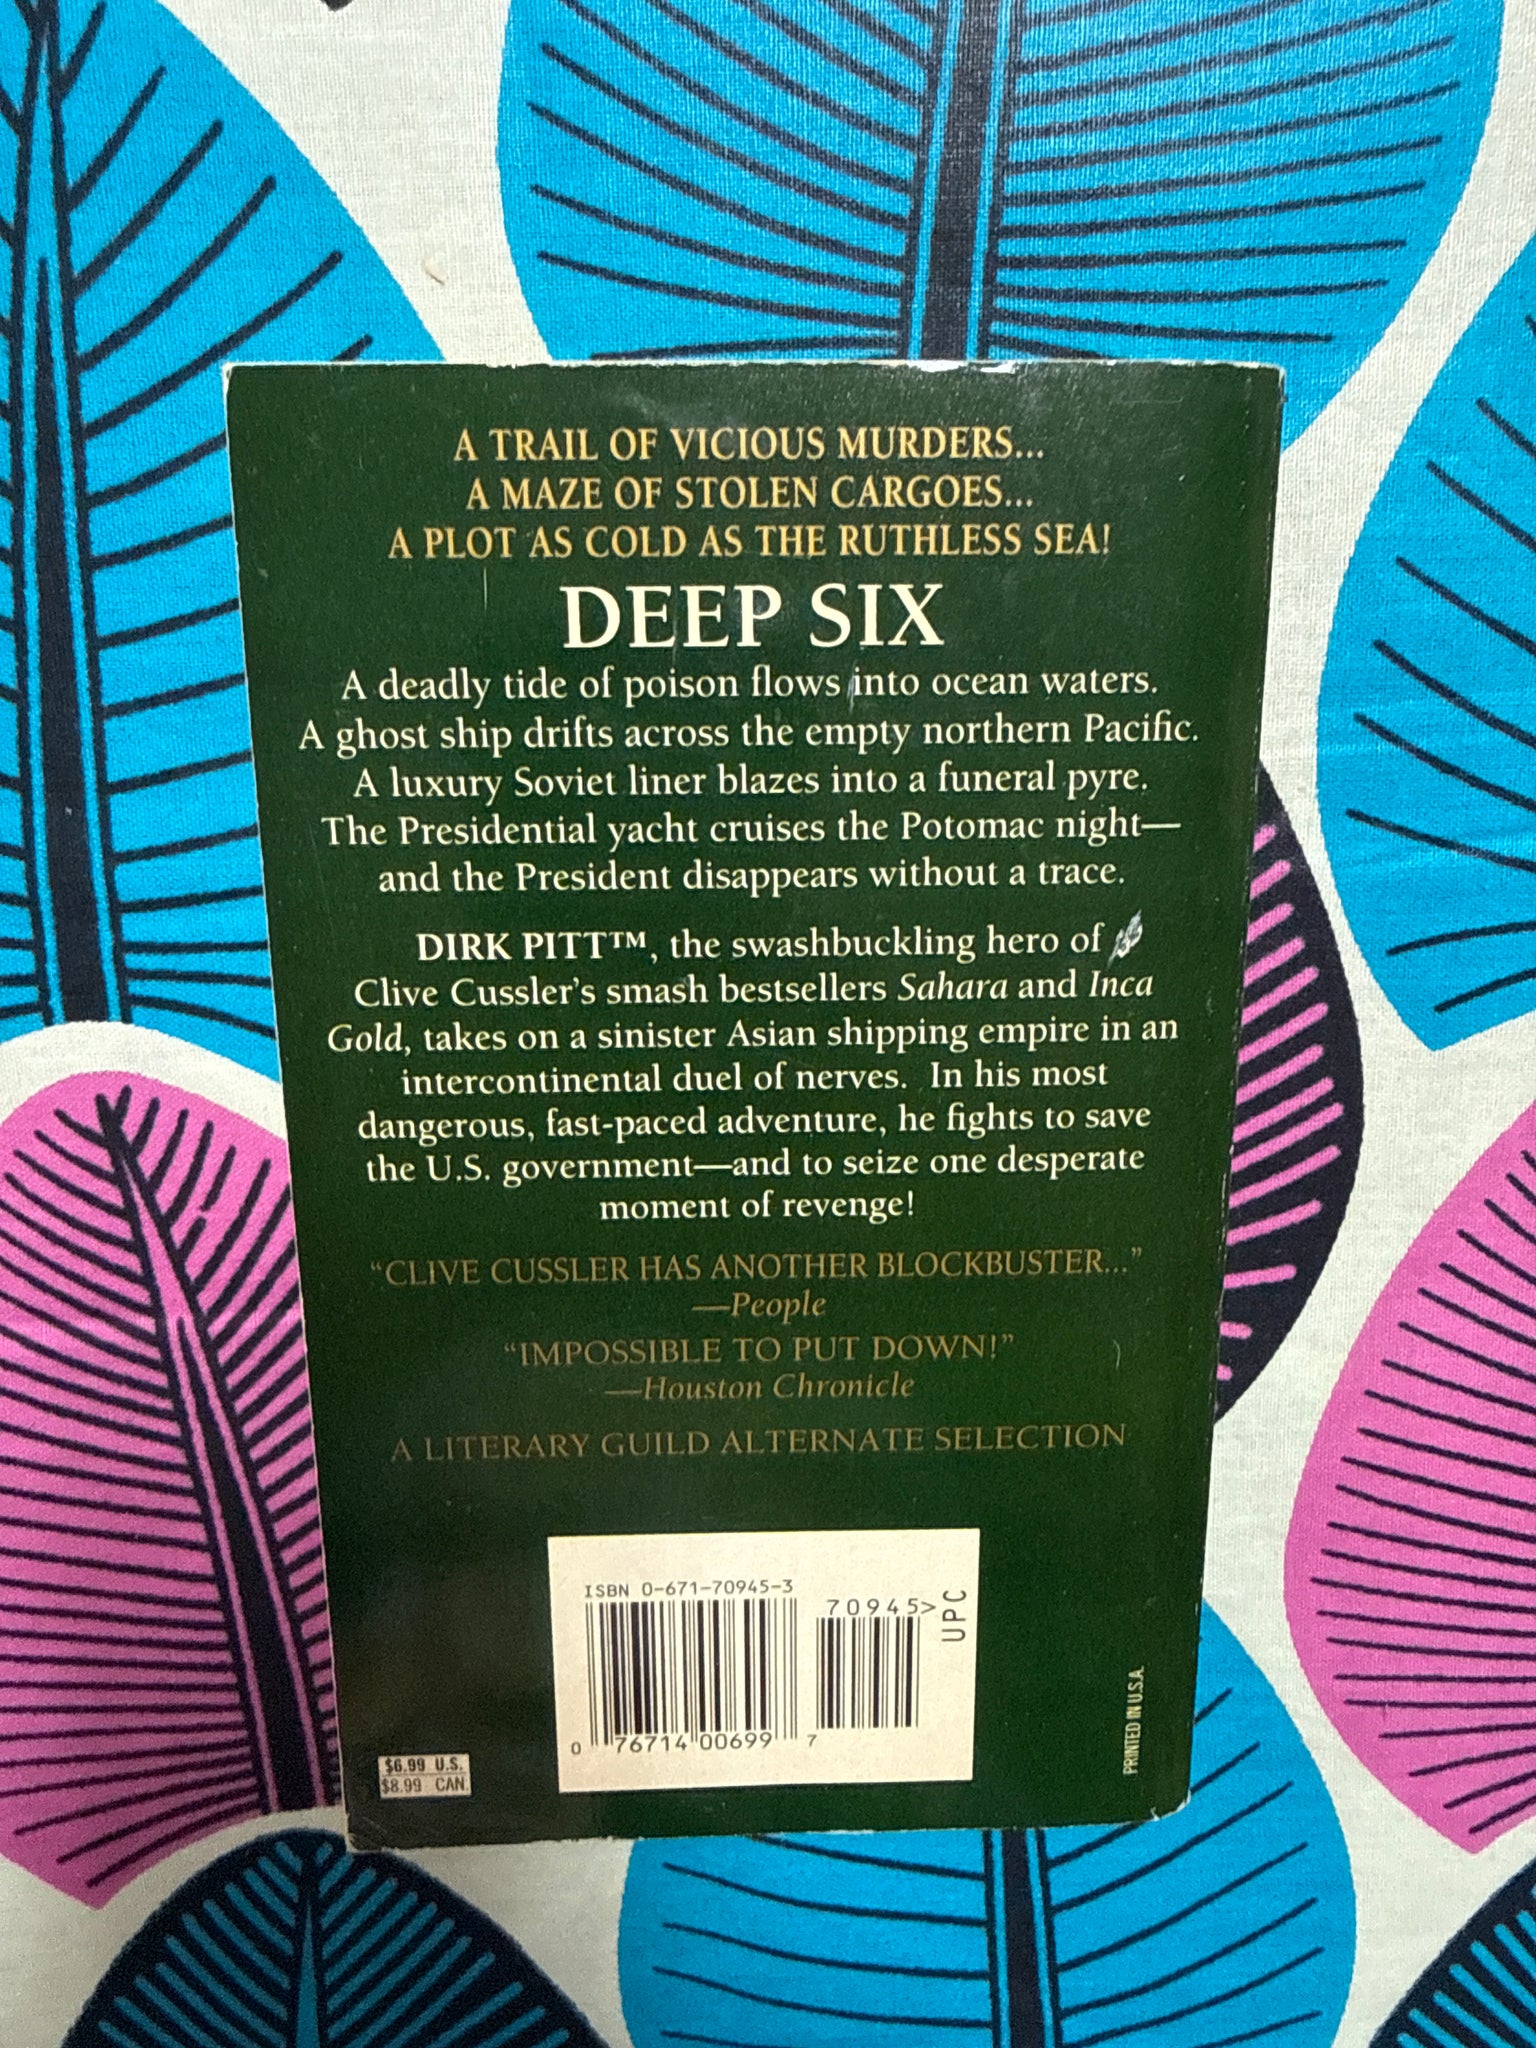 A TRAIL OF VICIOUS MURDERS...
A MAZE OF STOLEN CARGOES...
A PLOT AS COLD AS THE RUTHLESS SEA!
DEEP SIX
A deadly tide of poison flows into ocean waters.
A ghost ship drifts across the empty northern Pacific.
A luxury Soviet liner blazes into a funeral pyre.
The Presidential yacht cruises the Potomac night—
and the President disappears without a trace.
DIRK PITT™, the swashbuckling hero of
Clive Cussler's smash bestsellers Sahara and Inca
Gold, takes on a sinister Asian shipping empire in an
intercontinental duel of nerves. In his most
dangerous, fast-paced adventure, he fights to save
the U.S. government—and to seize one desperate
moment of revenge!
“CLIVE CUSSLER HAS ANOTHER BLOCKBUSTER...”
—People
“IMPOSSIBLE TO PUT DOWN!”
—Houston Chronicle
A LITERARY GUILD ALTERNATE SELECTION
ISBN 0-671-70945-3
70945>
UPC
0 76714 00699 7
$6.99 U.S.
$8.99 CAN.
PRINTED IN U.S.A.